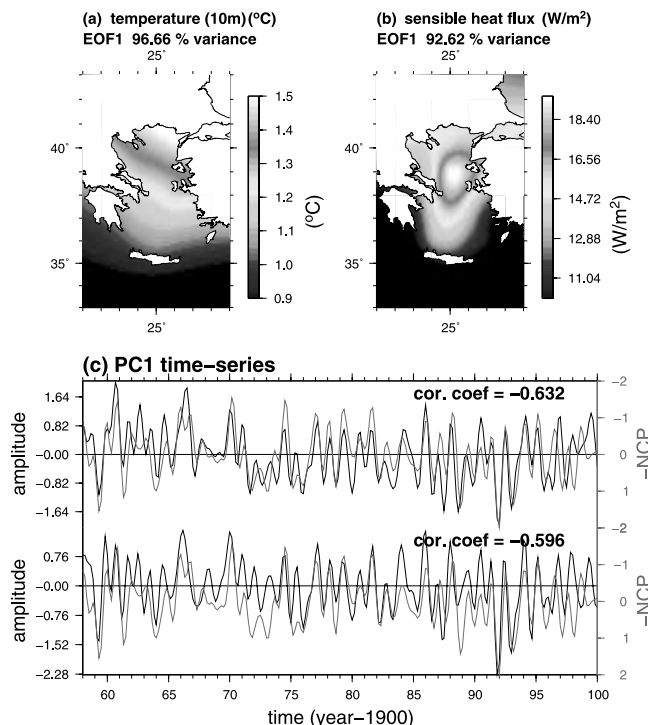 (a) temperature (10m)(°C)
EOF1 96.66 % variance
25°
40°
35°
25°
1.5
1.4
1.3
1.2
1.1
1.0
0.9
(°C)
(b) sensible heat flux (W/m²)
EOF1 92.62 % variance
25°
40°
35°
25°
18.40
16.56
14.72
12.88
11.04
(W/m²)
(c) PC1 time-series
cor. coef = -0.632
amplitude
1.64
0.82
-0.00
-0.82
-1.64
-2
-1
0
1
2
-NCP
cor. coef = -0.596
amplitude
0.76
-0.00
-0.76
-1.52
-2.28
-2
-1
0
1
2
-NCP
60 65 70 75 80 85 90 95 100
time (year-1900)